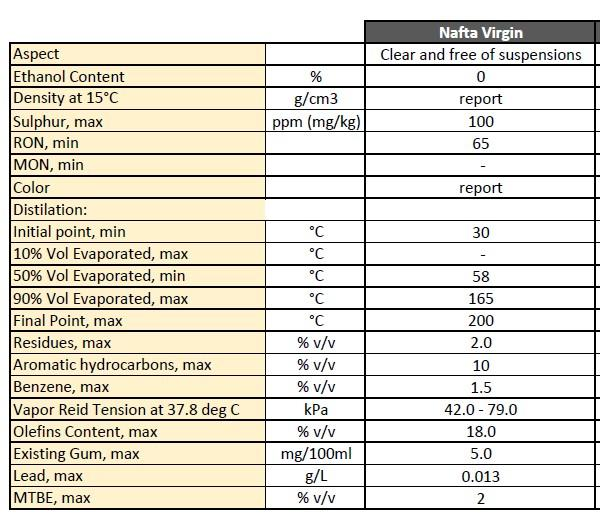 Nafta Virgin
Aspect Clear and free of suspensions
Ethanol Content % 0
Density at 15°C g/cm3 report
Sulphur, max ppm (mg/kg) 100
RON, min 65
MON, min -
Color report
Distilation:
Initial point, min °C 30
10% Vol Evaporated, max °C -
50% Vol Evaporated, min °C 58
90% Vol Evaporated, max °C 165
Final Point, max °C 200
Residues, max % v/v 2.0
Aromatic hydrocarbons, max % v/v 10
Benzene, max % v/v 1.5
Vapor Reid Tension at 37.8 deg C kPa 42.0 - 79.0
Olefins Content, max % v/v 18.0
Existing Gum, max mg/100ml 5.0
Lead, max g/L 0.013
MTBE, max % v/v 2